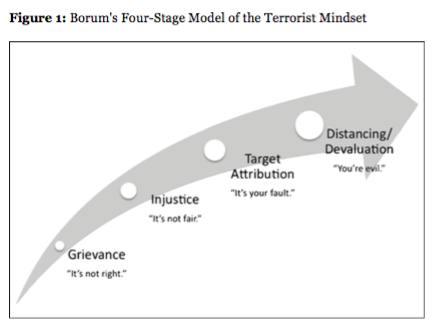 Figure 1: Borum's Four-Stage Model of the Terrorist Mindset
Grievance
"It's not right."
Injustice
"It's not fair."
Target
Attribution
"It's your fault."
Distancing/
Devaluation
"You're evil."